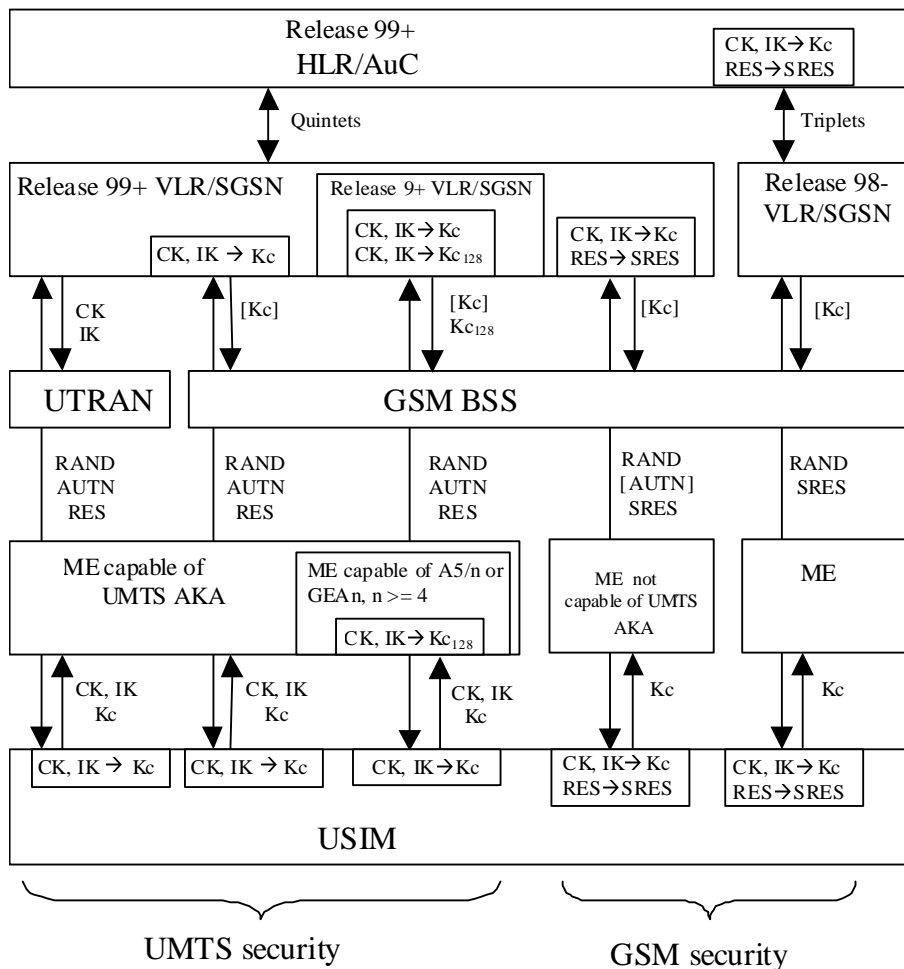 Release 99+
HLR/AuC
CK, IK→Kc
RES→SRES
Quintets
Triplets
Release 99+ VLR/SGSN
CK, IK → Kc
Release 9+ VLR/SGSN
CK, IK→Kc
CK, IK→Kc128
CK, IK→Kc
RES→SRES
Release 98-
VLR/SGSN
CK
IK
[Kc]
[Kc]
Kc128
[Kc]
[Kc]
UTRAN
GSM BSS
RAND
AUTN
RES
RAND
AUTN
RES
RAND
AUTN
RES
RAND
[AUTN]
SRES
RAND
SRES
ME capable of
UMTS AKA
ME capable of A5/n or
GEAn, n >= 4
CK, IK→Kc128
ME not
capable of UMTS
AKA
ME
CK, IK
Kc
CK, IK
Kc
CK, IK
Kc
Kc
Kc
CK, IK → Kc
CK, IK → Kc
CK, IK→Kc
CK, IK→Kc
RES→SRES
CK, IK→Kc
RES→SRES
USIM
UMTS security
GSM security